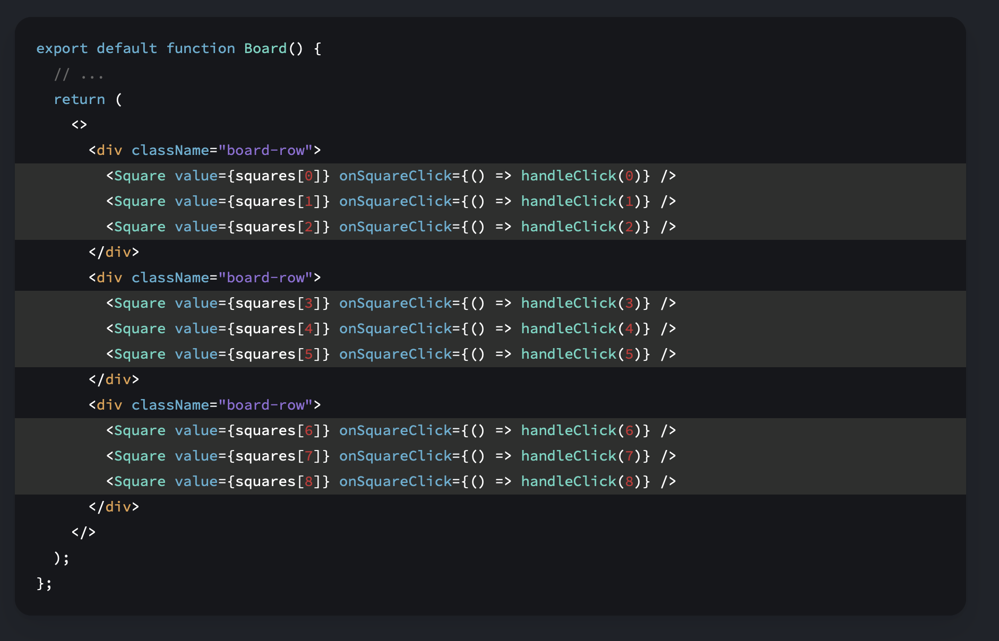 export default function Board() {
  // ...
  return (
    <>
      <div className="board-row">
        <Square value={squares[0]} onSquareClick={() => handleClick(0)} />
        <Square value={squares[1]} onSquareClick={() => handleClick(1)} />
        <Square value={squares[2]} onSquareClick={() => handleClick(2)} />
      </div>
      <div className="board-row">
        <Square value={squares[3]} onSquareClick={() => handleClick(3)} />
        <Square value={squares[4]} onSquareClick={() => handleClick(4)} />
        <Square value={squares[5]} onSquareClick={() => handleClick(5)} />
      </div>
      <div className="board-row">
        <Square value={squares[6]} onSquareClick={() => handleClick(6)} />
        <Square value={squares[7]} onSquareClick={() => handleClick(7)} />
        <Square value={squares[8]} onSquareClick={() => handleClick(8)} />
      </div>
    </>
  );
};